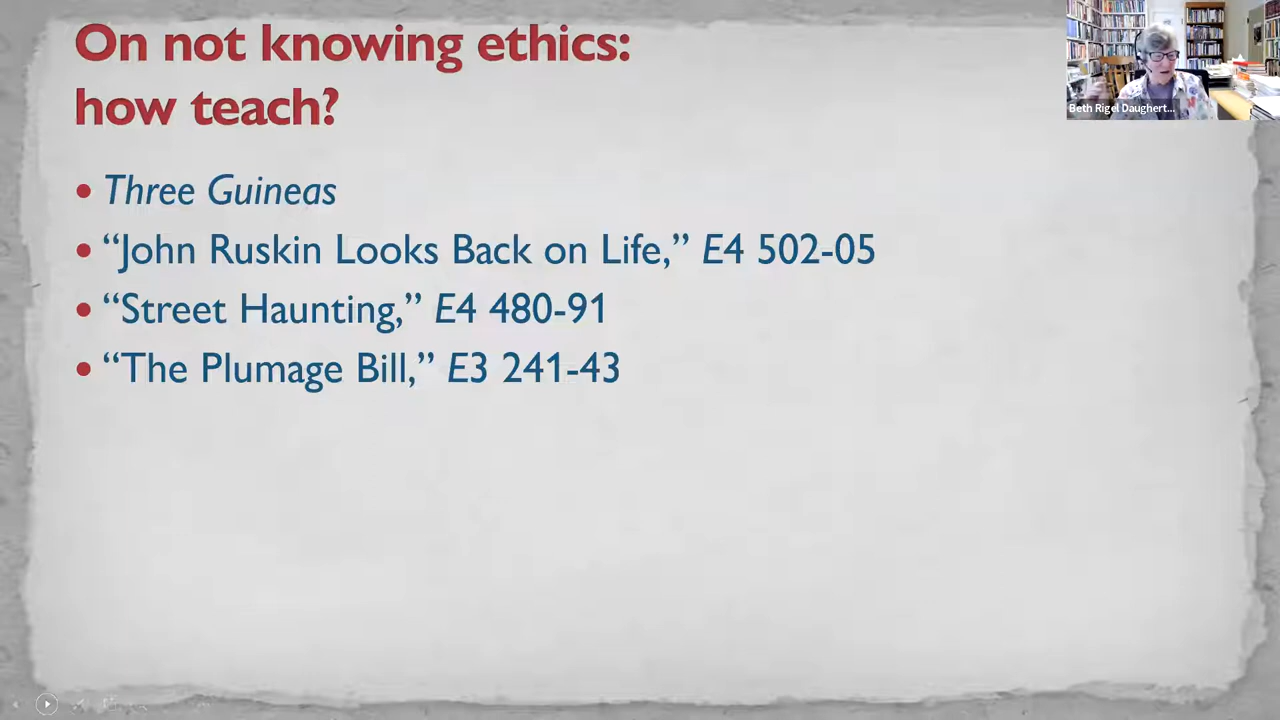 On not knowing ethics:
how teach?
• Three Guineas
• “John Ruskin Looks Back on Life,” E4 502-05
• “Street Haunting,” E4 480-91
• “The Plumage Bill,” E3 241-43
Beth Rigel Daughert...